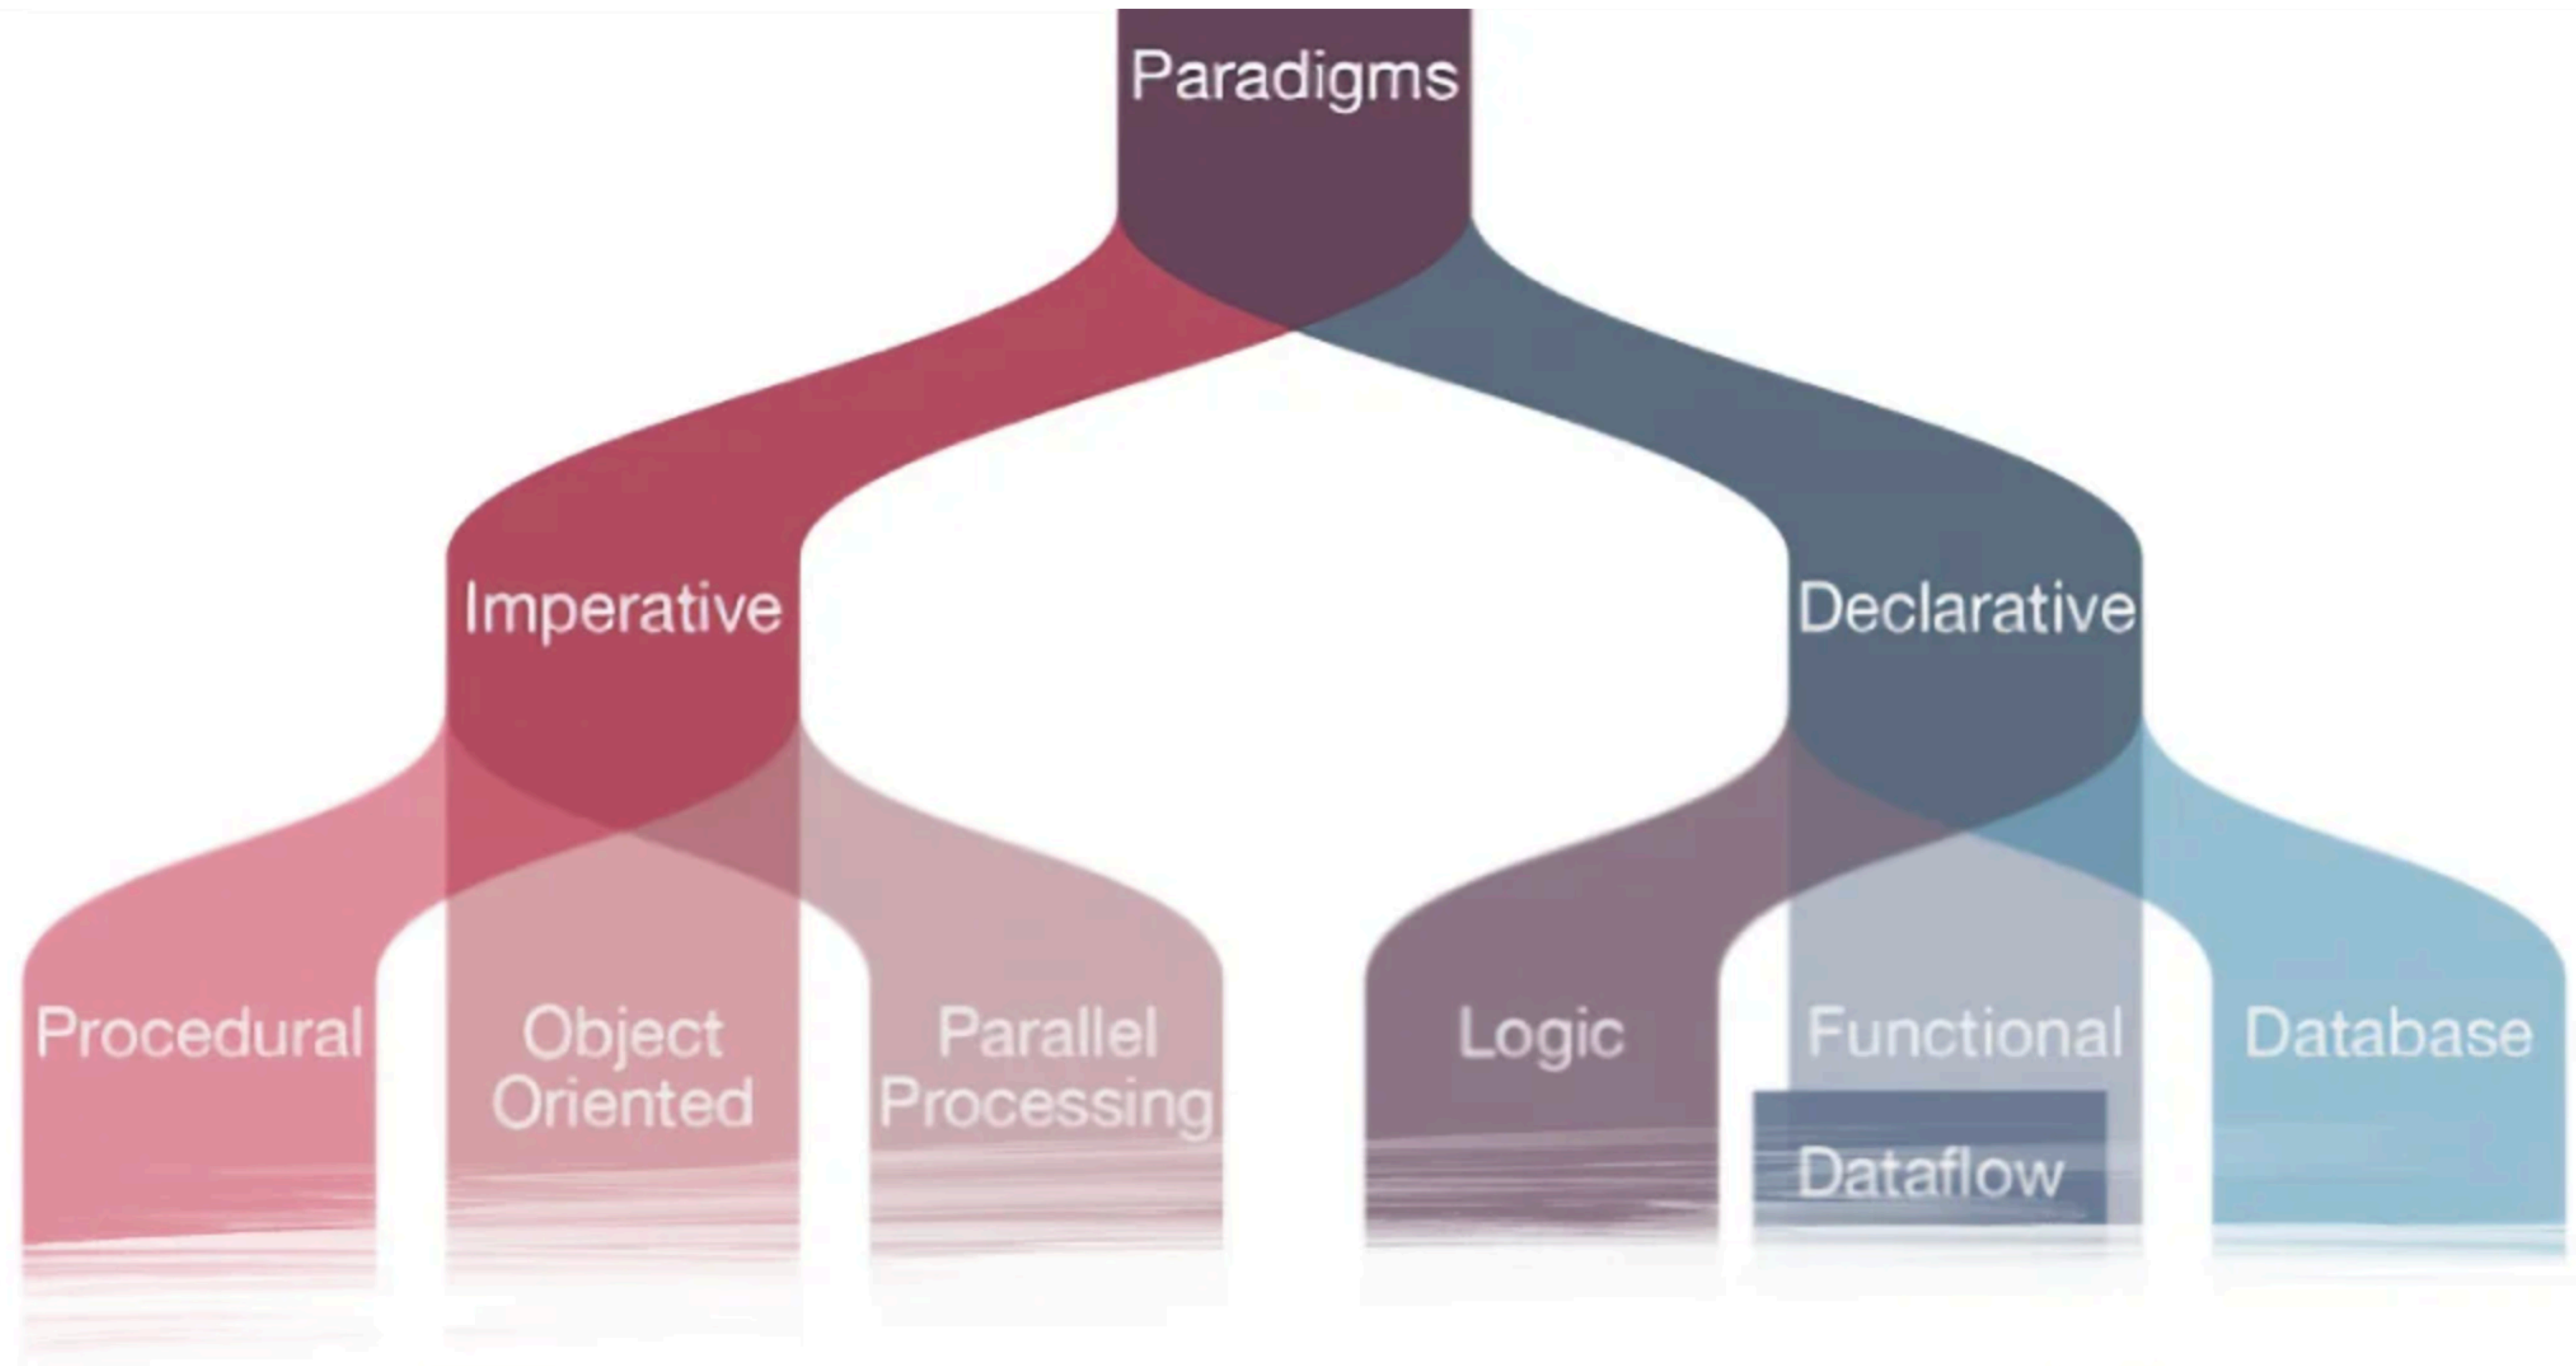 Paradigms
Imperative
Declarative
Procedural
Object
Oriented
Parallel
Processing
Logic
Functional
Dataflow
Database